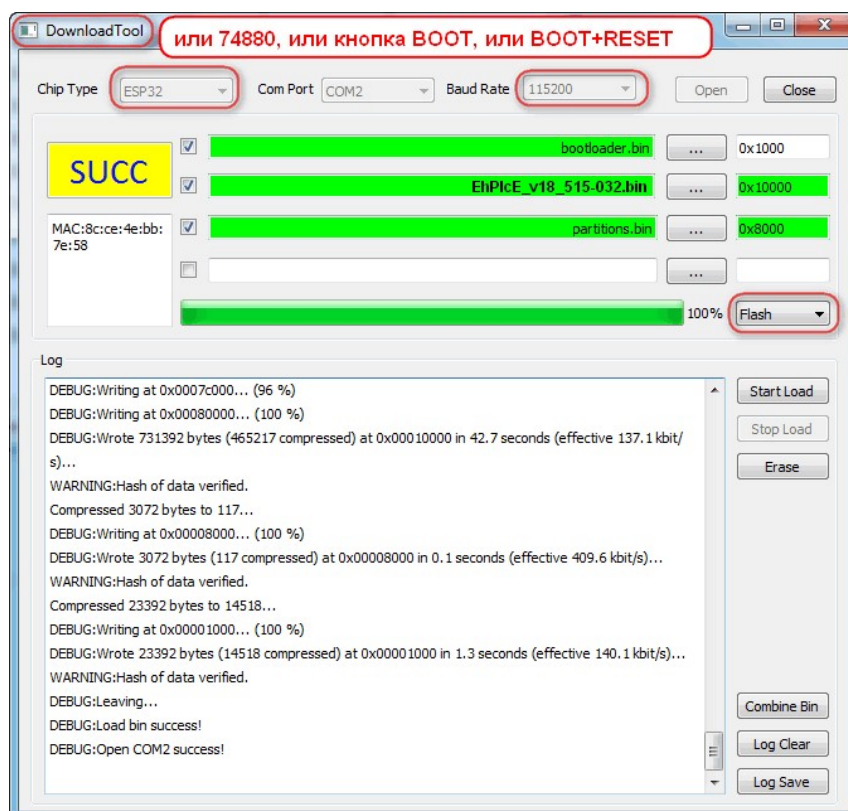 DownloadTool
или 74880, или кнопка BOOT, или BOOT+RESET
Chip Type ESP32 Com Port COM2 Baud Rate 115200 Open Close
bootloader.bin ... 0x1000
SUCC
EhPlcE_v18_515-032.bin ... 0x10000
MAC:8c:ce:4e:bb:
7e:58
partitions.bin ... 0x8000
...
100% Flash
Log
DEBUG:Writing at 0x0007c000... (96 %)
DEBUG:Writing at 0x00080000... (100 %)
DEBUG:Wrote 731392 bytes (465217 compressed) at 0x00010000 in 42.7 seconds (effective 137.1 kbit/
s)...
WARNING:Hash of data verified.
Compressed 3072 bytes to 117...
DEBUG:Writing at 0x00008000... (100 %)
DEBUG:Wrote 3072 bytes (117 compressed) at 0x00008000 in 0.1 seconds (effective 409.6 kbit/s)...
WARNING:Hash of data verified.
Compressed 23392 bytes to 14518...
DEBUG:Writing at 0x00001000... (100 %)
DEBUG:Wrote 23392 bytes (14518 compressed) at 0x00001000 in 1.3 seconds (effective 140.1 kbit/s)...
WARNING:Hash of data verified.
DEBUG:Leaving...
DEBUG:Load bin success!
DEBUG:Open COM2 success!
Start Load
Stop Load
Erase
Combine Bin
Log Clear
Log Save